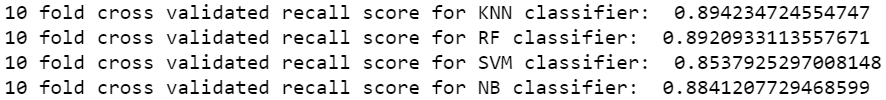 10 fold cross validated recall score for KNN classifier:  0.894234724554747
10 fold cross validated recall score for RF classifier:  0.8920933113557671
10 fold cross validated recall score for SVM classifier:  0.8537925297008148
10 fold cross validated recall score for NB classifier:  0.8841207729468599